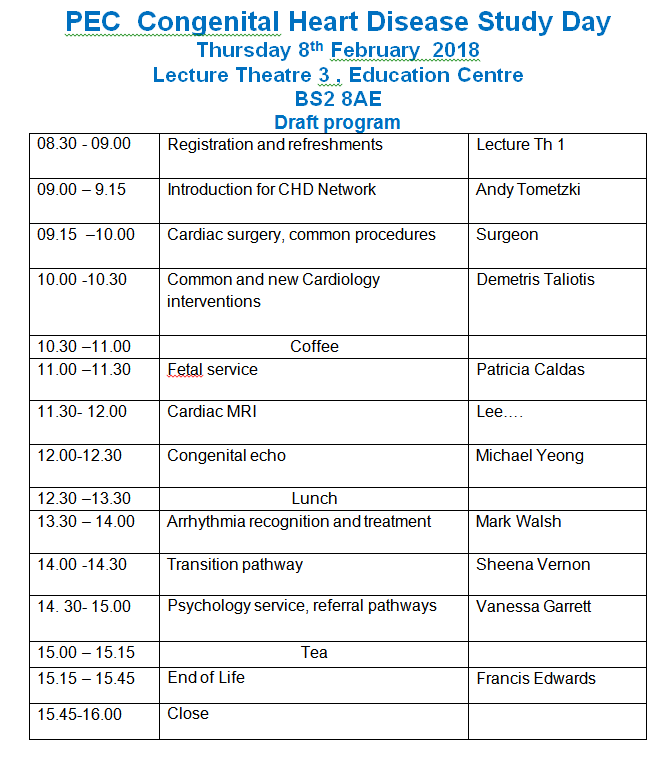 PEC  Congenital Heart Disease Study Day
Thursday 8th February  2018
Lecture Theatre 3 , Education Centre
BS2 8AE
Draft program
08.30 - 09.00 Registration and refreshments Lecture Th 1
09.00 – 9.15 Introduction for CHD Network Andy Tometzki
09.15 –10.00 Cardiac surgery, common procedures Surgeon
10.00 -10.30 Common and new Cardiology Demetris Taliotis
interventions
10.30 –11.00 Coffee
11.00 –11.30 Fetal service Patricia Caldas
11.30- 12.00 Cardiac MRI Lee….
12.00-12.30 Congenital echo Michael Yeong
12.30 –13.30 Lunch
13.30 – 14.00 Arrhythmia recognition and treatment Mark Walsh
14.00 -14.30 Transition pathway Sheena Vernon
14. 30- 15.00 Psychology service, referral pathways Vanessa Garrett
15.00 – 15.15 Tea
15.15 – 15.45 End of Life Francis Edwards
15.45-16.00 Close